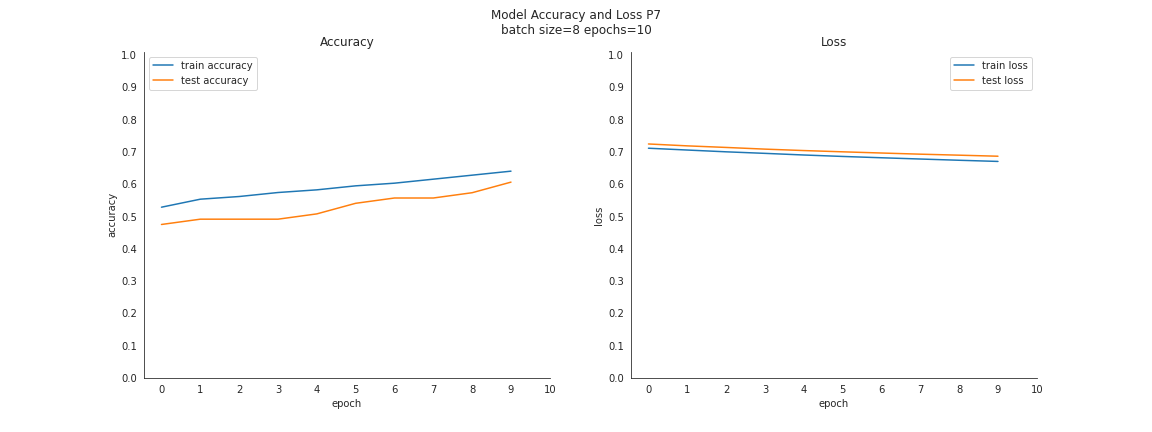 Model Accuracy and Loss P7
batch size=8 epochs=10
Accuracy
train accuracy
test accuracy
1.0
0.9
0.8
0.7
0.6
0.5
0.4
0.3
0.2
0.1
0.0
accuracy
0 1 2 3 4 5 6 7 8 9 10
epoch
Loss
train loss
test loss
1.0
0.9
0.8
0.7
0.6
0.5
0.4
0.3
0.2
0.1
0.0
loss
0 1 2 3 4 5 6 7 8 9 10
epoch